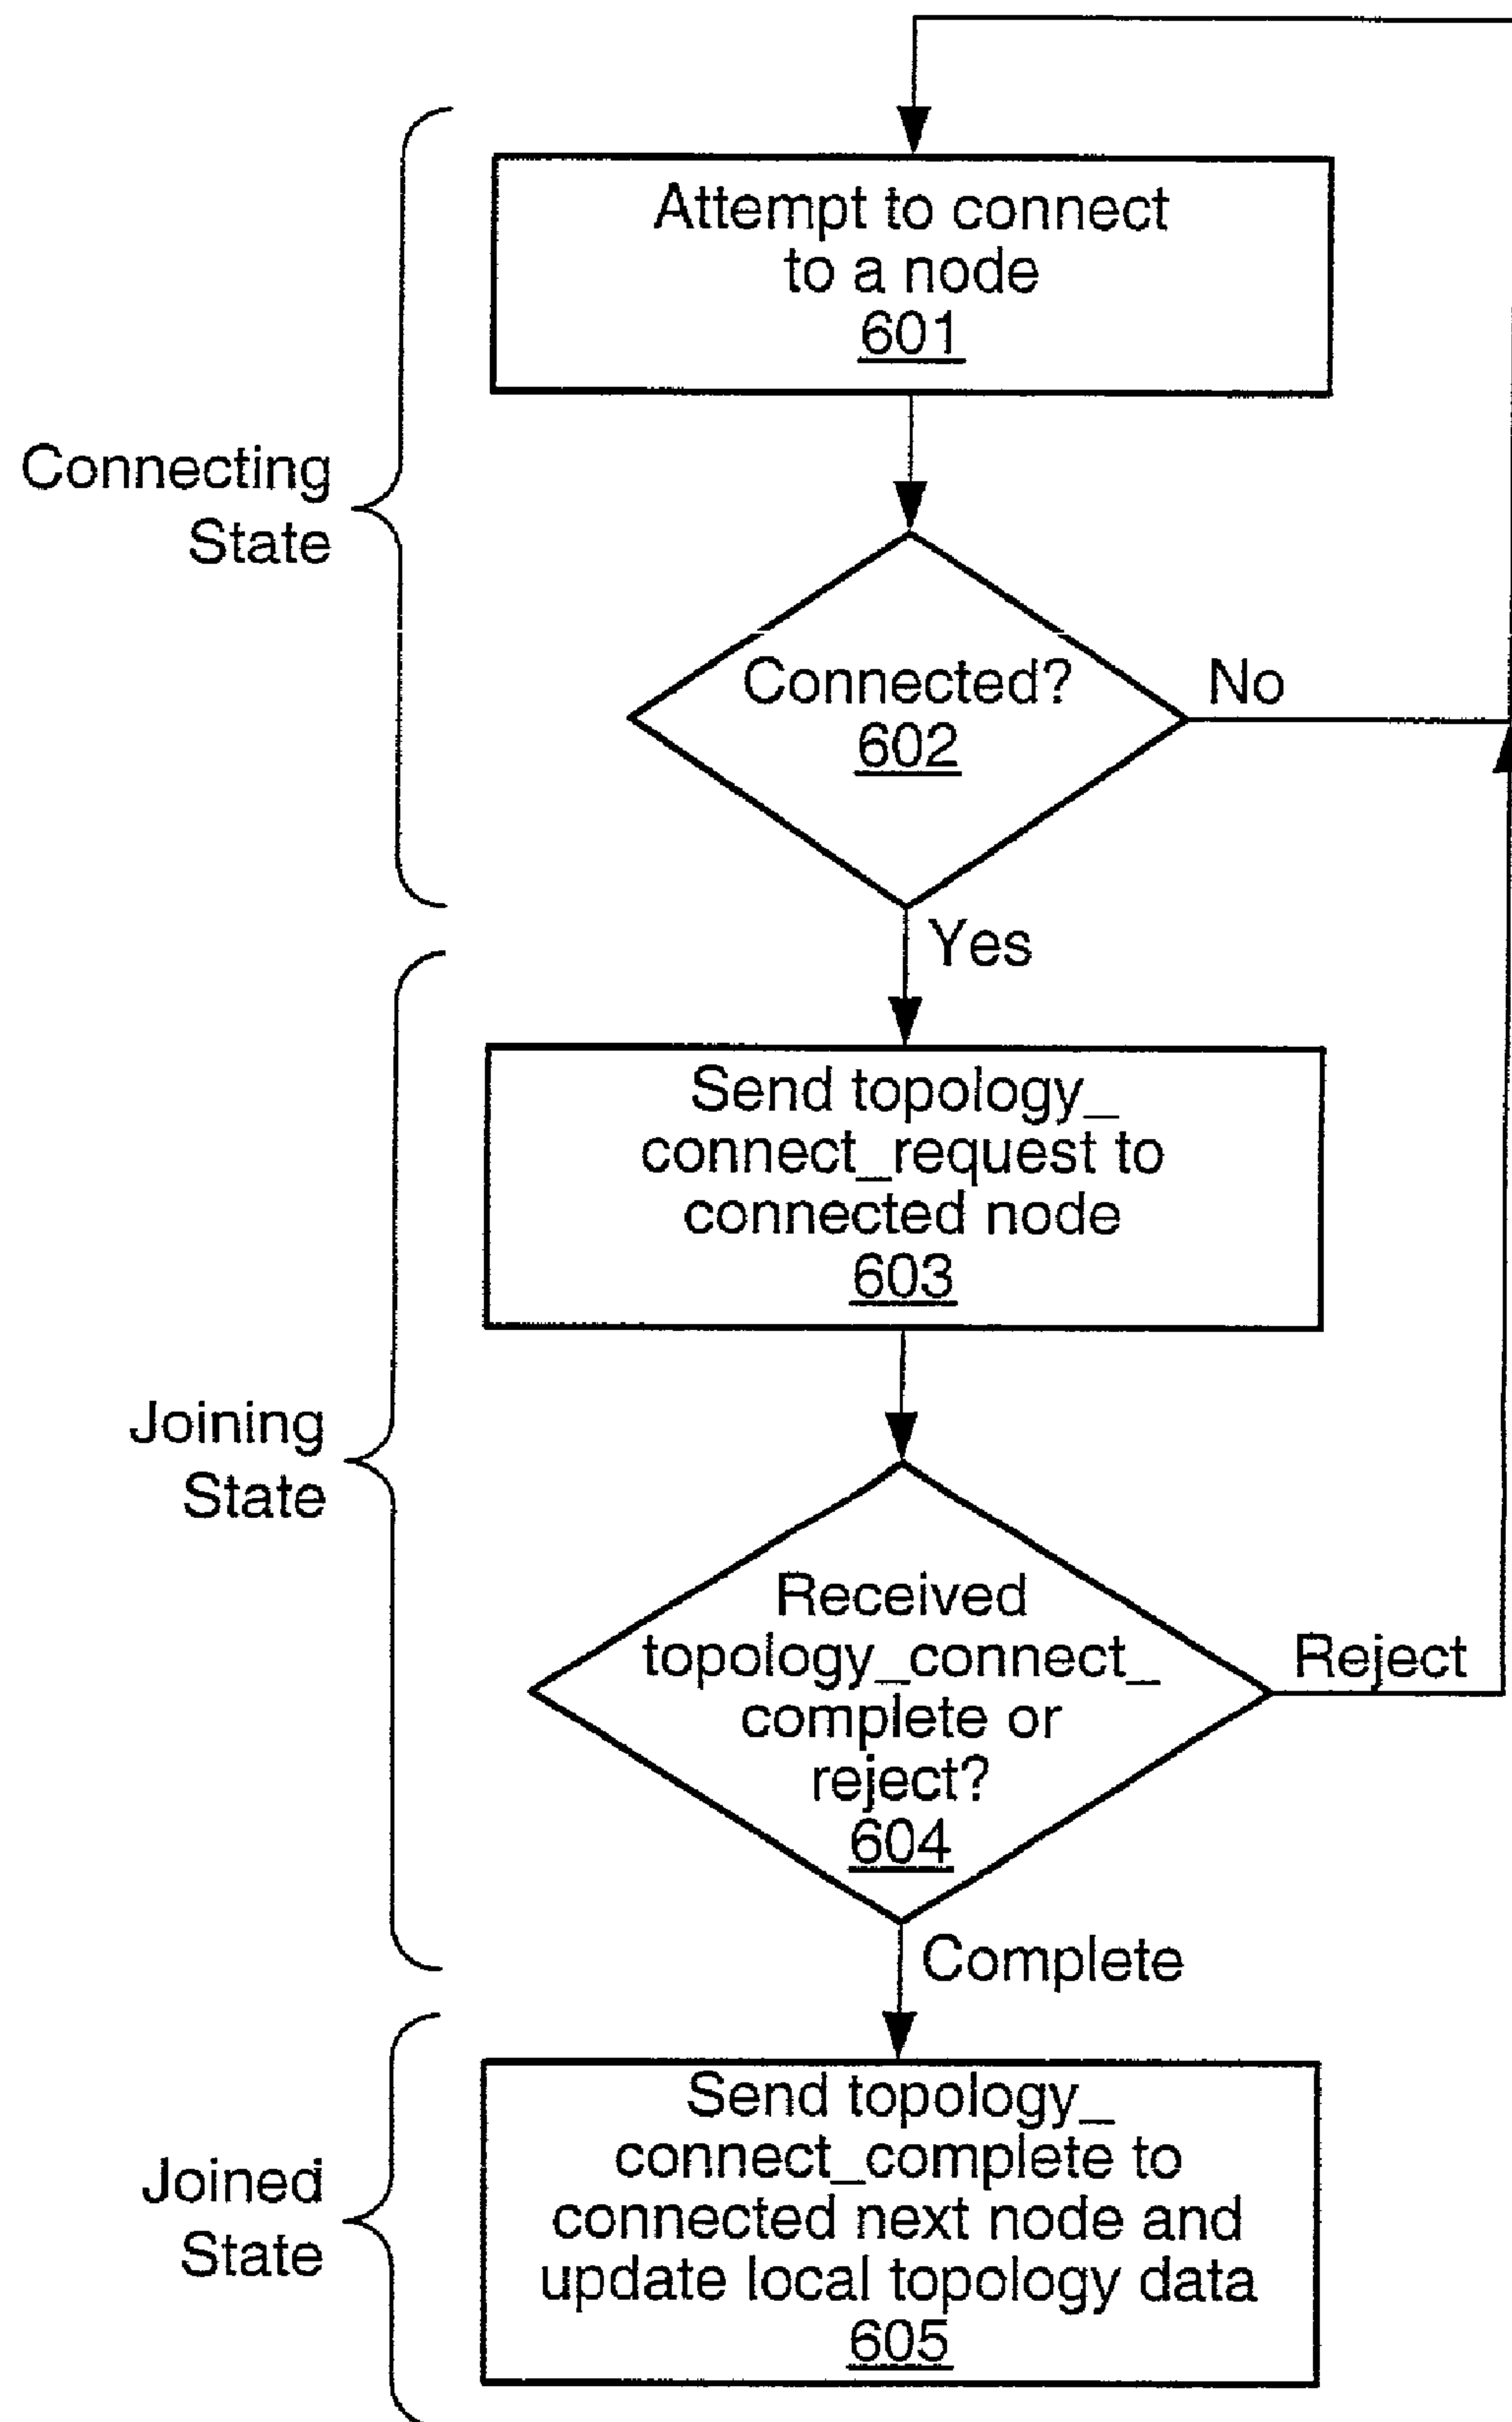 Attempt to connect
to a node
601
Connecting
State
Connected?
602
No
Yes
Send topology_
connect_request to
connected node
603
Joining
State
Received
topology_connect_
complete or
reject?
604
Reject
Complete
Send topology_
connect_complete to
connected next node and
update local topology data
605
Joined
State